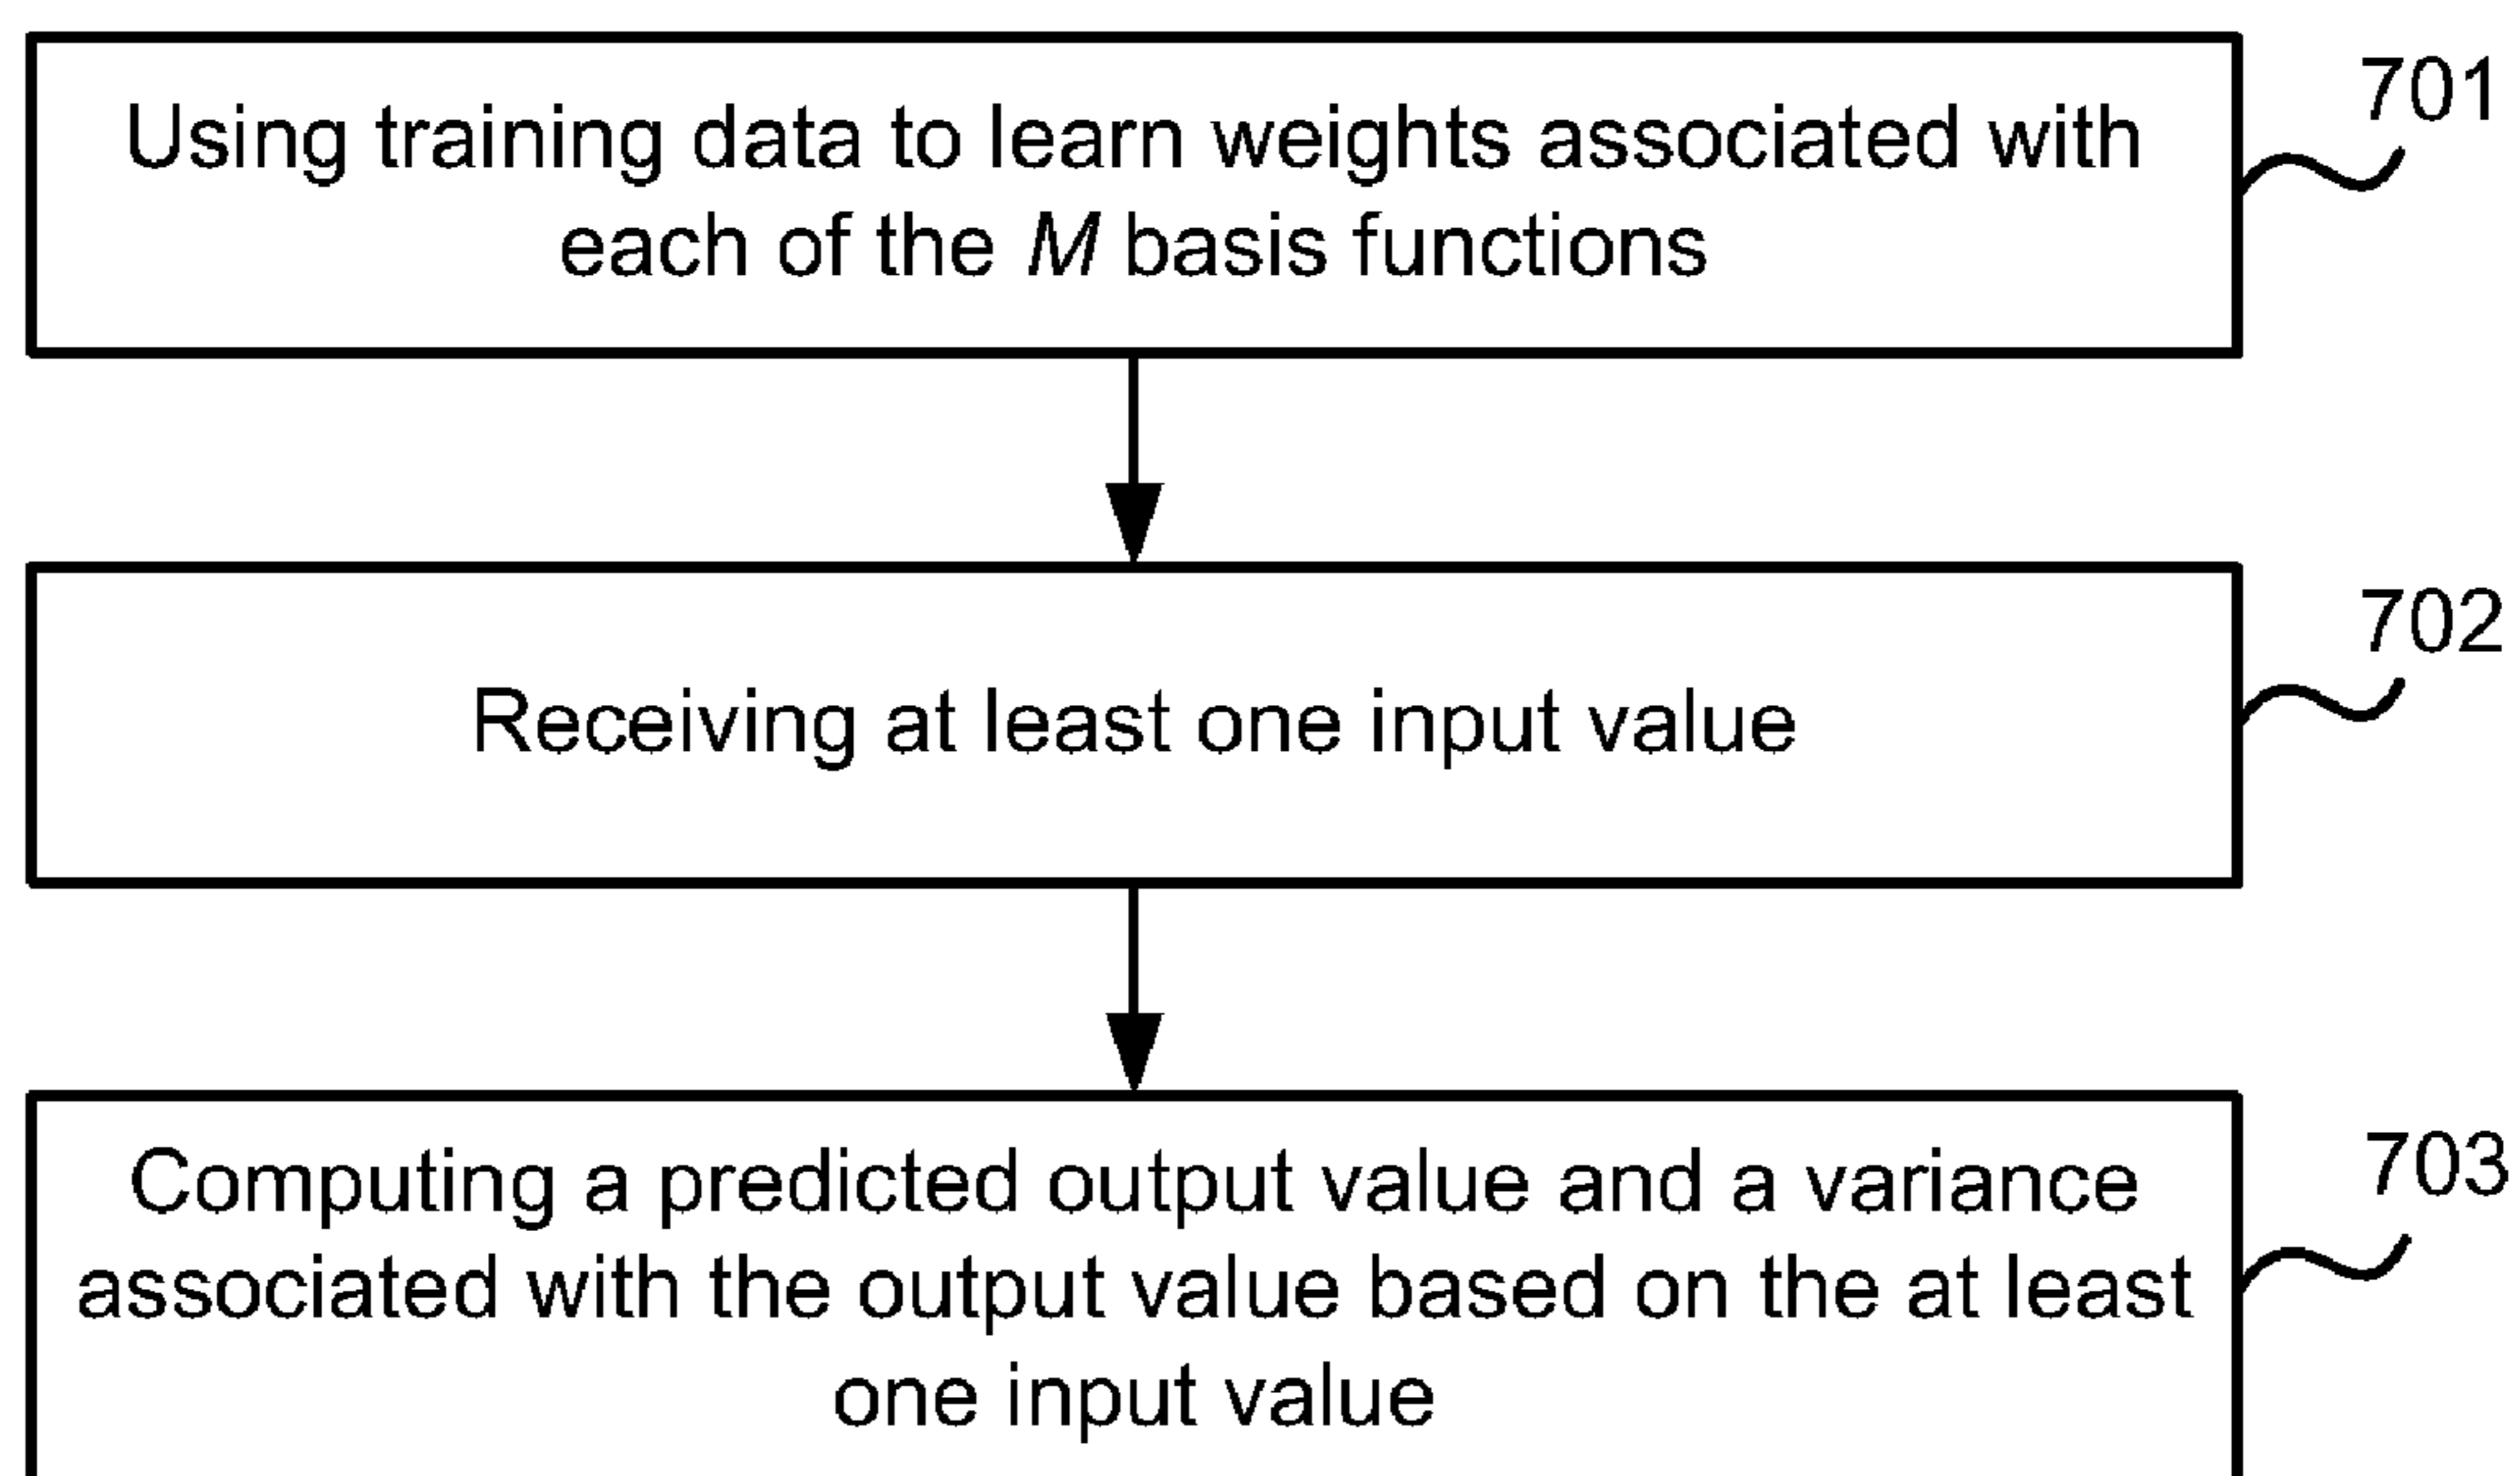 701
Using training data to learn weights associated with
each of the M basis functions
702
Receiving at least one input value
703
Computing a predicted output value and a variance
associated with the output value based on the at least
one input value